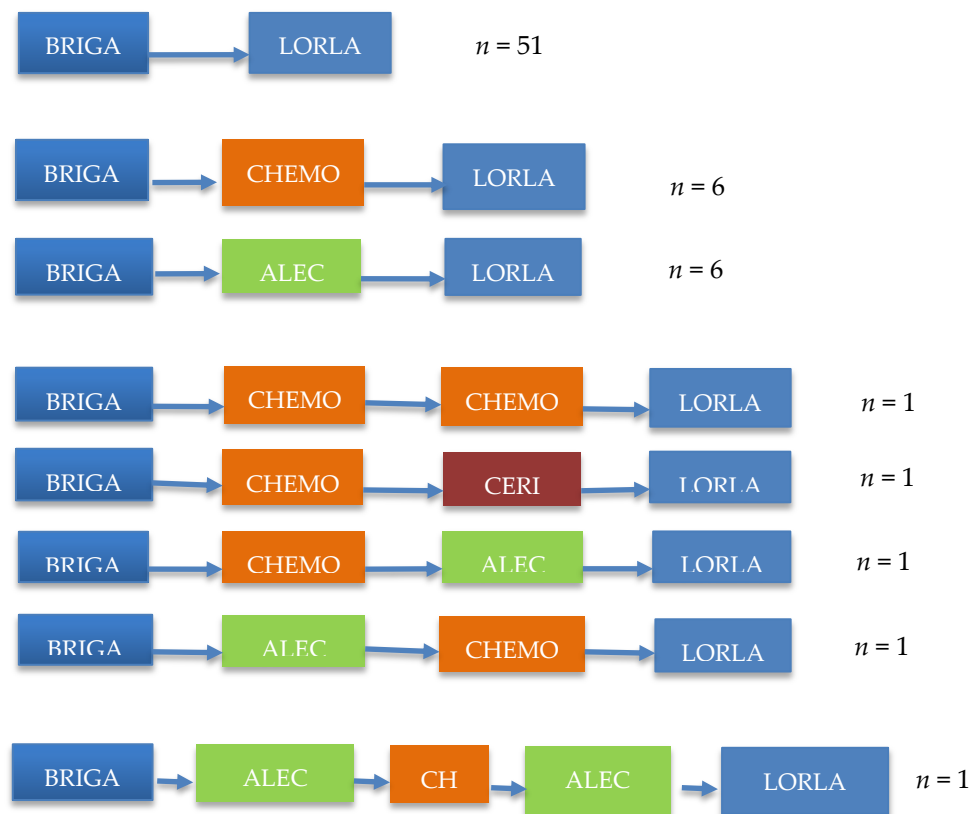 BRIGA LORLA n = 51
BRIGA CHEMO LORLA n = 6
BRIGA ALEC LORLA n = 6
BRIGA CHEMO CHEMO LORLA n = 1
BRIGA CHEMO CERI LORLA n = 1
BRIGA CHEMO ALEC LORLA n = 1
BRIGA ALEC CHEMO LORLA n = 1
BRIGA ALEC CH ALEC LORLA n = 1